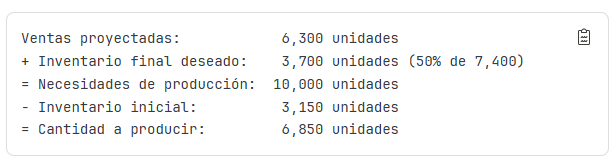 Ventas proyectadas: 6,300 unidades
+ Inventario final deseado: 3,700 unidades (50% de 7,400)
= Necesidades de producción: 10,000 unidades
- Inventario inicial: 3,150 unidades
= Cantidad a producir: 6,850 unidades